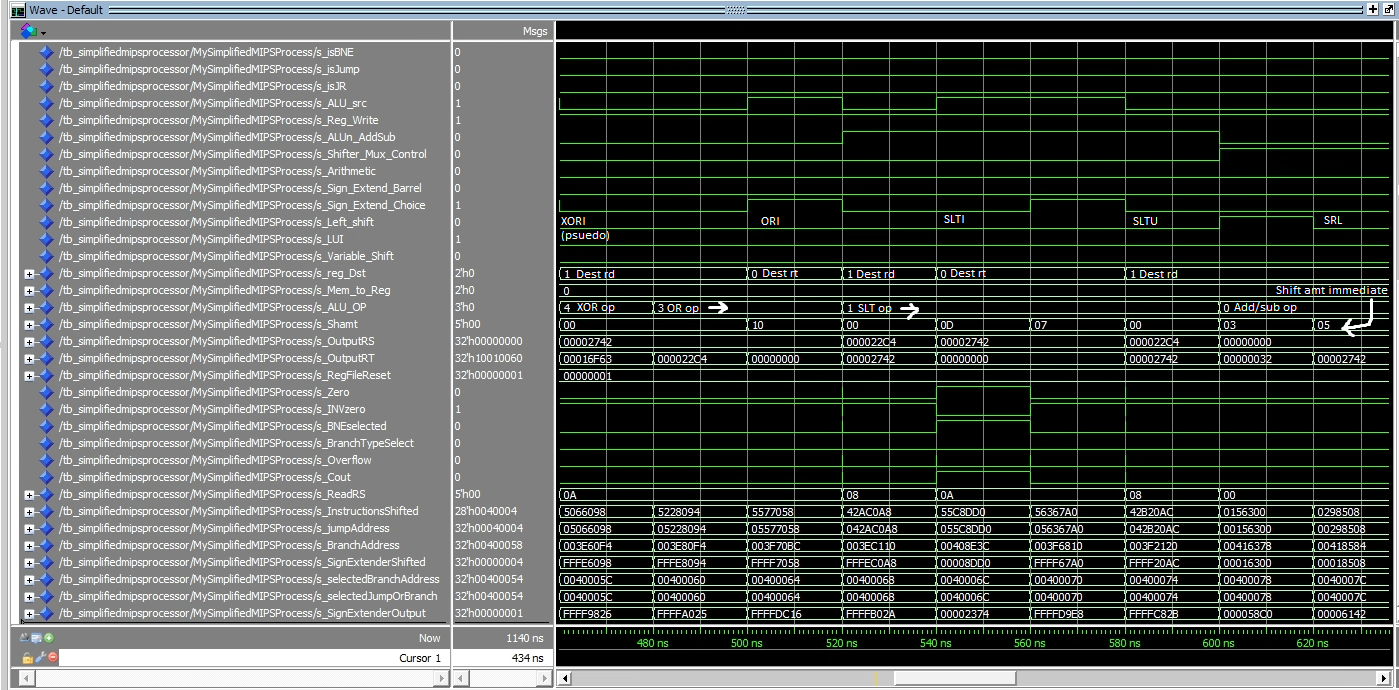 Wave - Default
Msgs
/tb_simplifiedmipsprocessor/MySimplifiedMIPSProcess/s_isBNE 0
/tb_simplifiedmipsprocessor/MySimplifiedMIPSProcess/s_isJump 0
/tb_simplifiedmipsprocessor/MySimplifiedMIPSProcess/s_isJR 0
/tb_simplifiedmipsprocessor/MySimplifiedMIPSProcess/s_ALU_src 1
/tb_simplifiedmipsprocessor/MySimplifiedMIPSProcess/s_Reg_Write 1
/tb_simplifiedmipsprocessor/MySimplifiedMIPSProcess/s_ALUn_AddSub 0
/tb_simplifiedmipsprocessor/MySimplifiedMIPSProcess/s_Shifter_Mux_Control 0
/tb_simplifiedmipsprocessor/MySimplifiedMIPSProcess/s_Arithmetic 0
/tb_simplifiedmipsprocessor/MySimplifiedMIPSProcess/s_Sign_Extend_Barrel 0
/tb_simplifiedmipsprocessor/MySimplifiedMIPSProcess/s_Sign_Extend_Choice 1
/tb_simplifiedmipsprocessor/MySimplifiedMIPSProcess/s_Left_shift 0 XORI ORI SLTI SLTU SRL
(psuedo)
/tb_simplifiedmipsprocessor/MySimplifiedMIPSProcess/s_LUI 1
/tb_simplifiedmipsprocessor/MySimplifiedMIPSProcess/s_Variable_Shift 0
/tb_simplifiedmipsprocessor/MySimplifiedMIPSProcess/s_reg_Dst 2'h0 1 Dest rd 0 Dest rt 1 Dest rd 0 Dest rt 1 Dest rd
/tb_simplifiedmipsprocessor/MySimplifiedMIPSProcess/s_Mem_to_Reg 2'h0 0 Shift amt immediate
/tb_simplifiedmipsprocessor/MySimplifiedMIPSProcess/s_ALU_OP 3'h0 4 XOR op 3 OR op 1 SLT op 0 Add/sub op
/tb_simplifiedmipsprocessor/MySimplifiedMIPSProcess/s_Shamt 5'h00 00 10 00 0D 07 00 03 05
/tb_simplifiedmipsprocessor/MySimplifiedMIPSProcess/s_OutputRS 32'h00000000 00002742 000022C4 00002742 000022C4 00000000
/tb_simplifiedmipsprocessor/MySimplifiedMIPSProcess/s_OutputRT 32'h10010060 00016F63 000022C4 00000000 00002742 00000000 00002742 00000032 00002742
/tb_simplifiedmipsprocessor/MySimplifiedMIPSProcess/s_RegFileReset 32'h00000001 00000001
/tb_simplifiedmipsprocessor/MySimplifiedMIPSProcess/s_Zero 0
/tb_simplifiedmipsprocessor/MySimplifiedMIPSProcess/s_INVzero 1
/tb_simplifiedmipsprocessor/MySimplifiedMIPSProcess/s_BNEselected 0
/tb_simplifiedmipsprocessor/MySimplifiedMIPSProcess/s_BranchTypeSelect 0
/tb_simplifiedmipsprocessor/MySimplifiedMIPSProcess/s_Overflow 0
/tb_simplifiedmipsprocessor/MySimplifiedMIPSProcess/s_Cout 0
/tb_simplifiedmipsprocessor/MySimplifiedMIPSProcess/s_ReadRS 5'h00 0A 08 0A 08 00
/tb_simplifiedmipsprocessor/MySimplifiedMIPSProcess/s_InstructionsShifted 28'h0040004 5066098 5228094 5577058 42AC0A8 55C8DD0 56367A0 42B20AC 0156300 0298508
/tb_simplifiedmipsprocessor/MySimplifiedMIPSProcess/s_jumpAddress 32'h00040004 05066098 05228094 05577058 042AC0A8 055C8DD0 056367A0 042B20AC 00156300 00298508
/tb_simplifiedmipsprocessor/MySimplifiedMIPSProcess/s_BranchAddress 32'h00400058 003E60F4 003E80F4 003F70BC 003EC110 00408E3C 003F6810 003F2120 00416378 00418584
/tb_simplifiedmipsprocessor/MySimplifiedMIPSProcess/s_SignExtenderShifted 32'h00000004 FFFE6098 FFFE8094 FFFF7058 FFFEC0A8 00008DD0 FFFF67A0 FFFF20AC 00016300 00018508
/tb_simplifiedmipsprocessor/MySimplifiedMIPSProcess/s_selectedBranchAddress 32'h00400054 0040005C 00400060 00400064 00400068 0040006C 00400070 00400074 00400078 0040007C
/tb_simplifiedmipsprocessor/MySimplifiedMIPSProcess/s_selectedJumpOrBranch 32'h00400054 0040005C 00400060 00400064 00400068 0040006C 00400070 00400074 00400078 0040007C
/tb_simplifiedmipsprocessor/MySimplifiedMIPSProcess/s_SignExtenderOutput 32'h00000001 FFFF9826 FFFFA025 FFFFDC16 FFFFB02A 00002374 FFFFD9E8 FFFFC82B 000058C0 00006142
Now 1140 ns 480 ns 500 ns 520 ns 540 ns 560 ns 580 ns 600 ns 620 ns
Cursor 1 434 ns